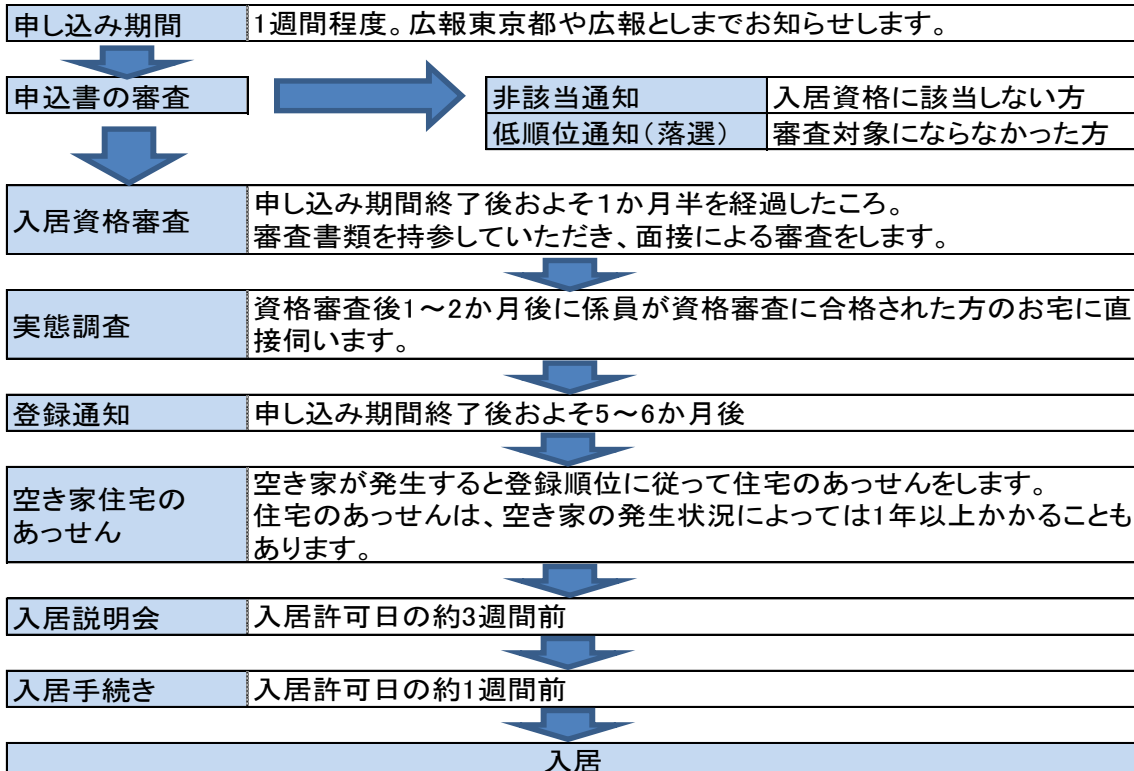 申し込み期間
1週間程度。広報東京都や広報としまでお知らせします。
申込書の審査
非該当通知
入居資格に該当しない方
低順位通知(落選)
審査対象にならなかった方
入居資格審査
申し込み期間終了後およそ1か月半を経過したころ。
審査書類を持参していただき、面接による審査をします。
実態調査
資格審査後1～2か月後に係員が資格審査に合格された方のお宅に直
接伺います。
登録通知
申し込み期間終了後およそ5～6か月後
空き家住宅の
あっせん
空き家が発生すると登録順位に従って住宅のあっせんをします。
住宅のあっせんは、空き家の発生状況によっては1年以上かかることも
あります。
入居説明会
入居許可日の約3週間前
入居手続き
入居許可日の約1週間前
入居